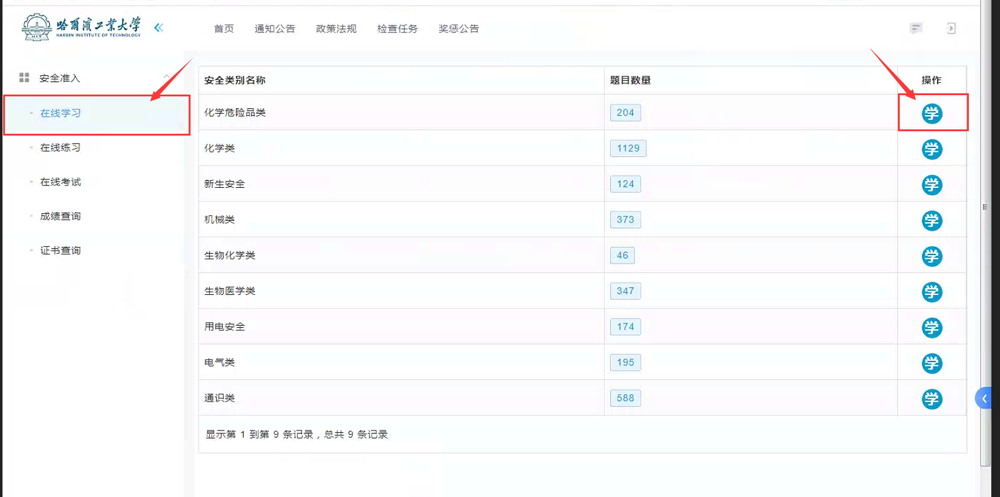 哈爾濱工業大學
HARBIN INSTITUTE OF TECHNOLOGY
HIT
首页 通知公告 政策法规 检查任务 奖惩公告
安全准入
在线学习
在线练习
在线考试
成绩查询
证书查询
安全类别名称 题目数量 操作
化学危险品类 204 学
化学类 1129 学
新生安全 124 学
机械类 373 学
生物化学类 46 学
生物医学类 347 学
用电安全 174 学
电气类 195 学
通识类 588 学
显示第 1 到第 9 条记录，总共 9 条记录